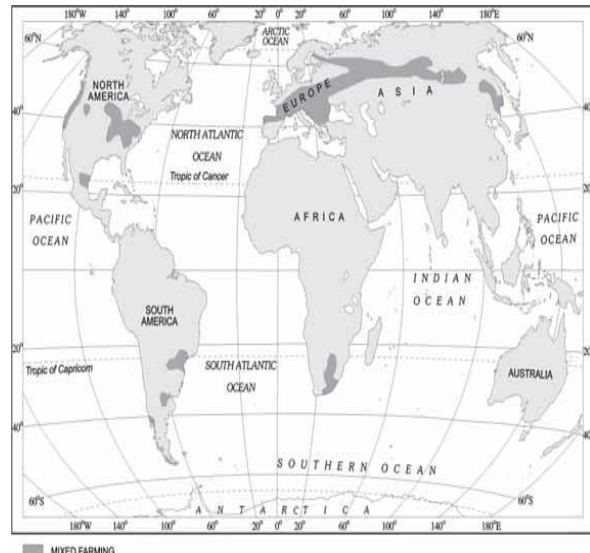 180°W 140° 100° 20° 0° 20° 100° 140° 180°E
ARCTIC
OCEAN
60°N
60°N
NORTH
AMERICA
EUROPE
ASIA
40°
40°
NORTH ATLANTIC
OCEAN
Tropic of Cancer
20°
20°
AFRICA
PACIFIC
OCEAN
PACIFIC
OCEAN
INDIAN
OCEAN
SOUTH
AMERICA
20°
20°
Tropic of Capricorn
SOUTH ATLANTIC
OCEAN
AUSTRALIA
40°
40°
SOUTHERN OCEAN
60°S
60°S
ANTARCTICA
180°W 140° 100° 60° 20° 0° 20° 60° 100° 140° 180°E
MIXED FARMING